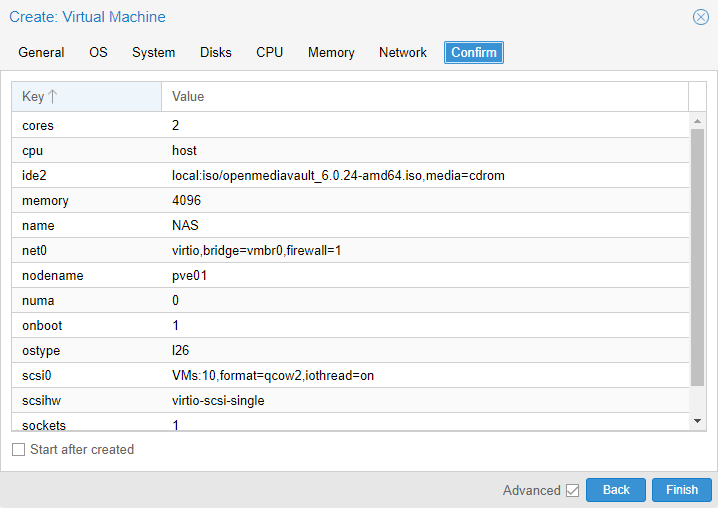 Create: Virtual Machine
General OS System Disks CPU Memory Network Confirm
Key Value
cores 2
cpu host
ide2 local:iso/openmediavault_6.0.24-amd64.iso,media=cdrom
memory 4096
name NAS
net0 virtio,bridge=vmbr0,firewall=1
nodename pve01
numa 0
onboot 1
ostype l26
scsi0 VMs:10,format=qcow2,iothread=on
scsihw virtio-scsi-single
sockets 1
Start after created
Advanced Back Finish